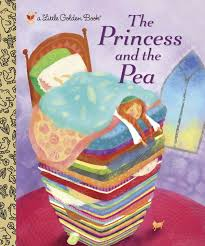 a Little Golden Book®
The
Princess
and the
Pea